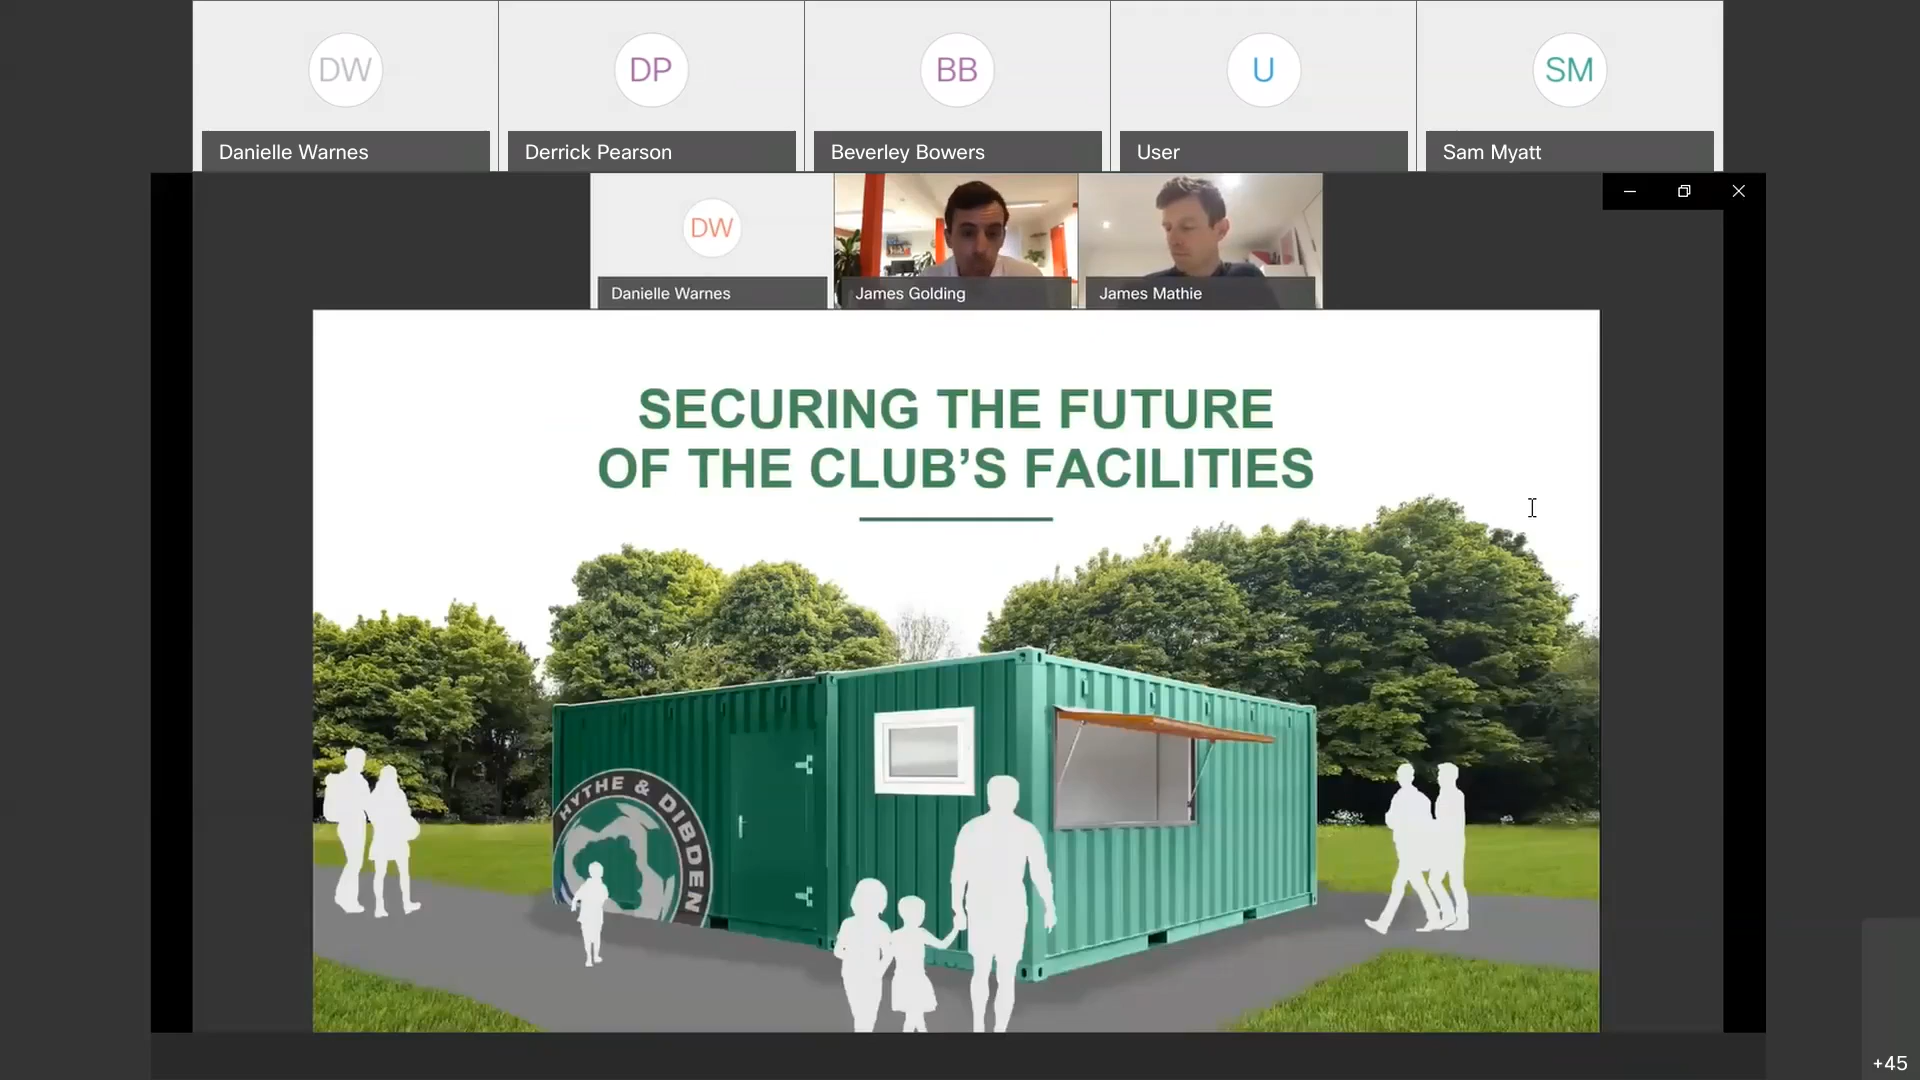 DW
DP
BB
U
SM
Danielle Warnes
Derrick Pearson
Beverley Bowers
User
Sam Myatt
DW
Danielle Warnes
James Golding
James Mathie
SECURING THE FUTURE
OF THE CLUB’S FACILITIES
HYTHE & DIBDEN
+45